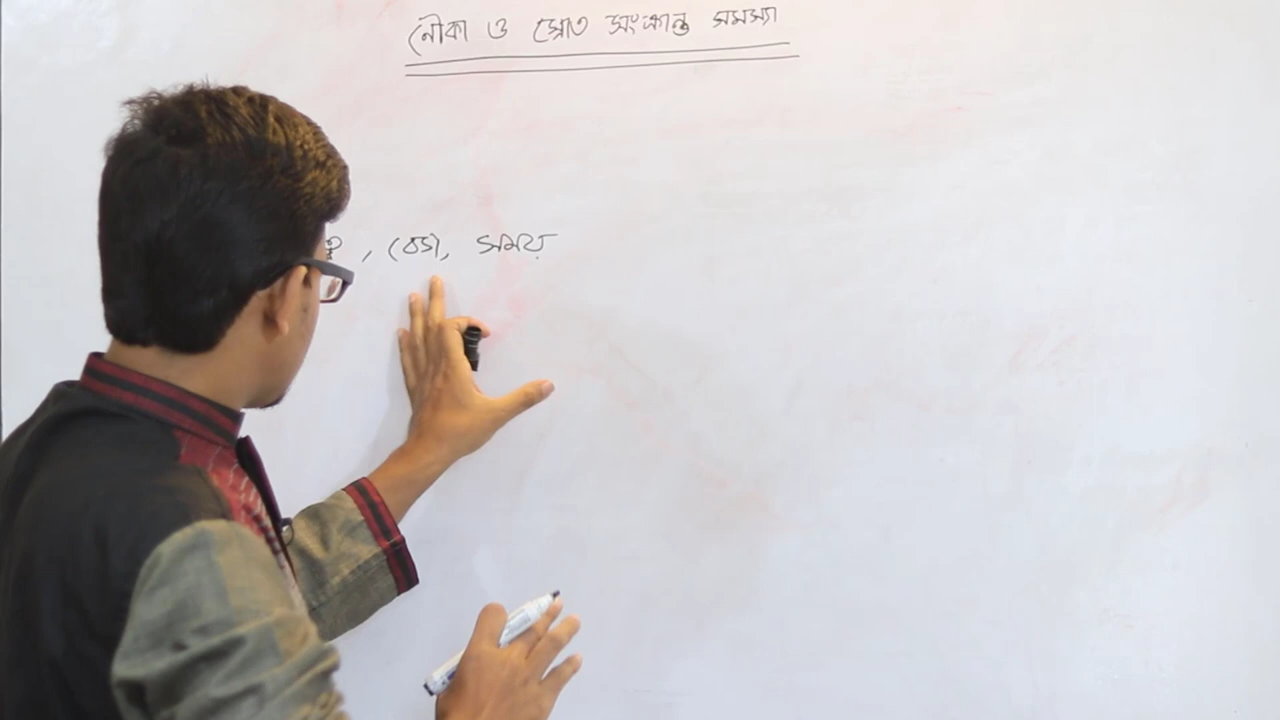 নৌকা ও স্রোত সংক্রান্ত সমস্যা
, বেগ, সময়